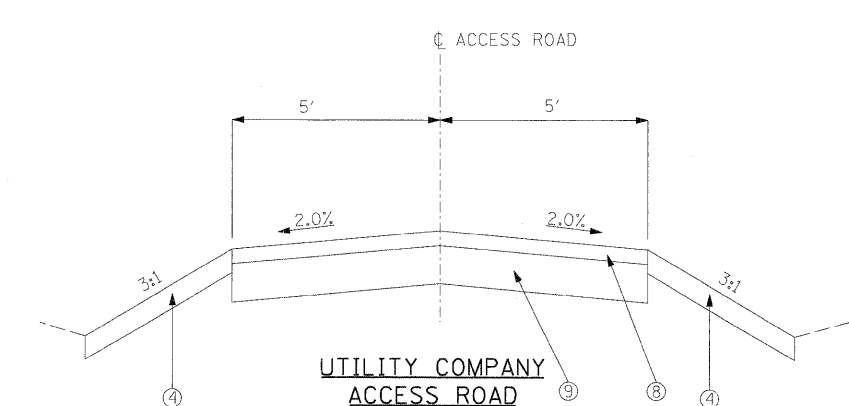 ℄ ACCESS ROAD
5' 5'
2.0% 2.0%
3:1 3:1
UTILITY COMPANY
ACCESS ROAD
④ ⑨ ⑧ ④